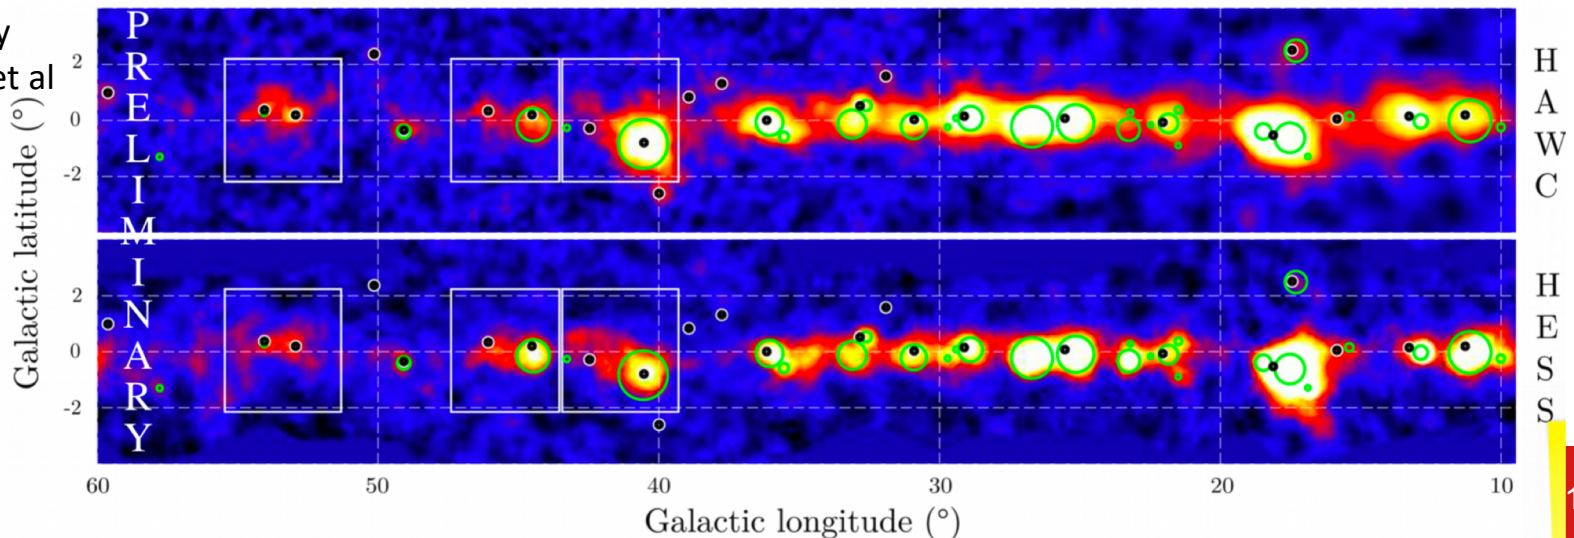 y
et al
PRELIMINARY
HAWC
HESS
2
0
-2
2
0
-2
Galactic latitude (°)
60 50 40 30 20 10
Galactic longitude (°)